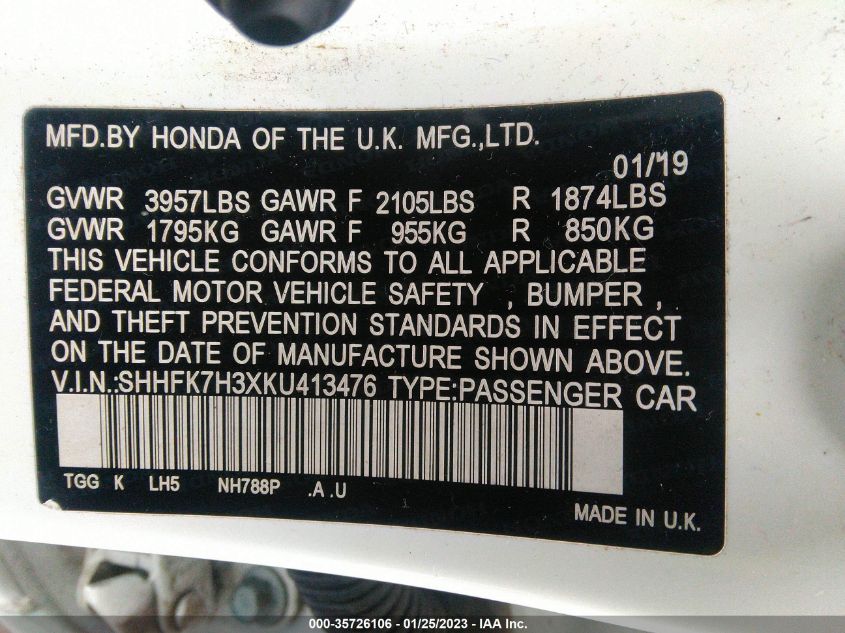 MFD.BY HONDA OF THE U.K. MFG.,LTD.
01/19
GVWR 3957LBS GAWR F 2105LBS R 1874LBS
GVWR 1795KG GAWR F 955KG R 850KG
THIS VEHICLE CONFORMS TO ALL APPLICABLE
FEDERAL MOTOR VEHICLE SAFETY , BUMPER ,
AND THEFT PREVENTION STANDARDS IN EFFECT
ON THE DATE OF MANUFACTURE SHOWN ABOVE.
V.I.N.:SHHFK7H3XKU413476 TYPE:PASSENGER CAR
TGG K LH5 NH788P .A .U
MADE IN U.K.
000-35726106 - 01/25/2023 - IAA Inc.